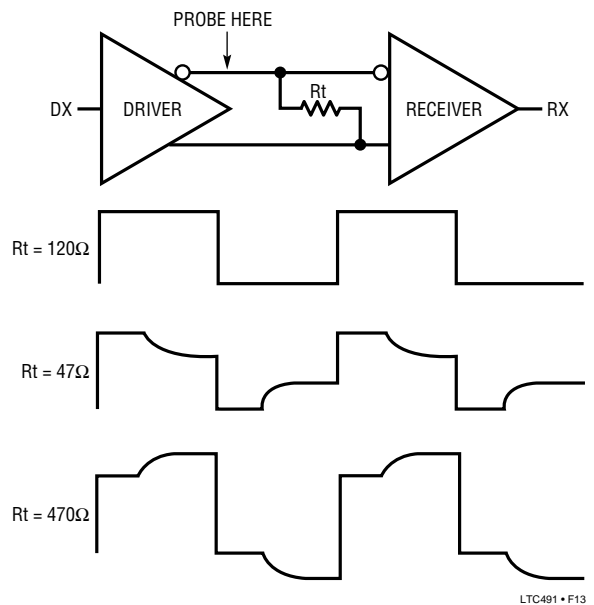 PROBE HERE
DX
DRIVER
Rt
RECEIVER
RX
Rt = 120Ω
Rt = 47Ω
Rt = 470Ω
LTC491 • F13